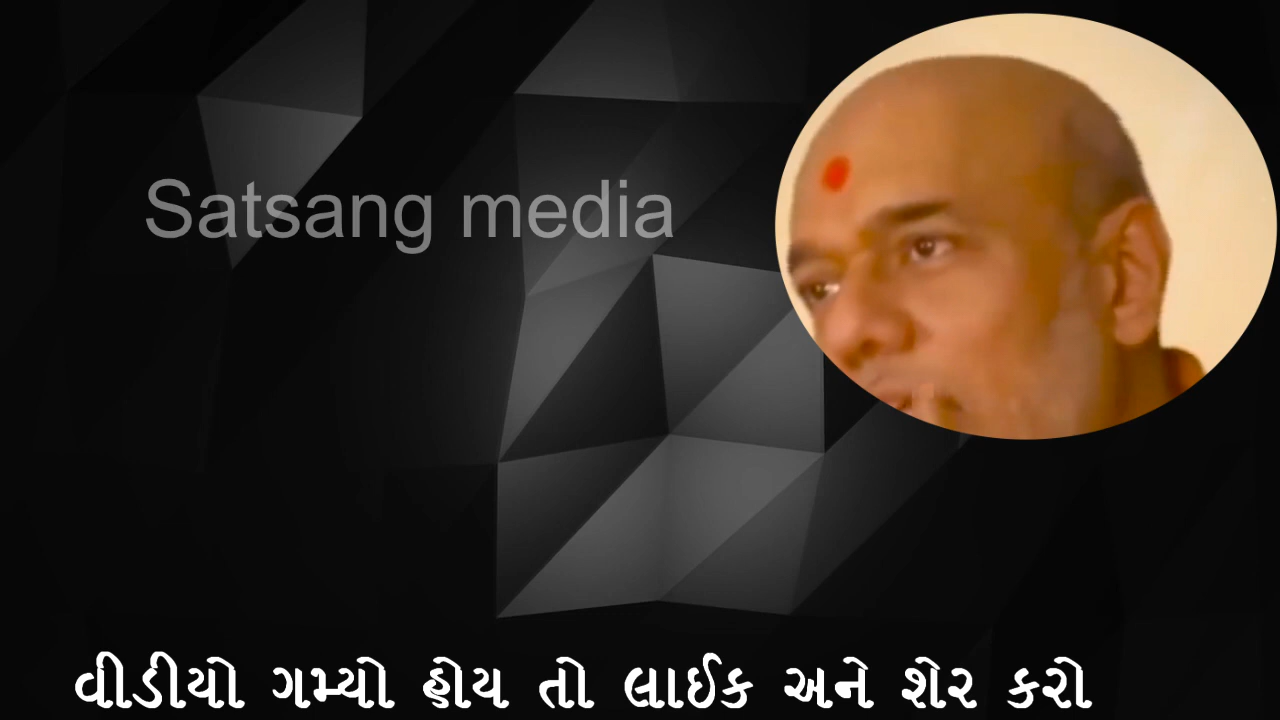 Satsang media
વીડીયો ગમ્યો હોય તો લાઈક અને શેર કરો